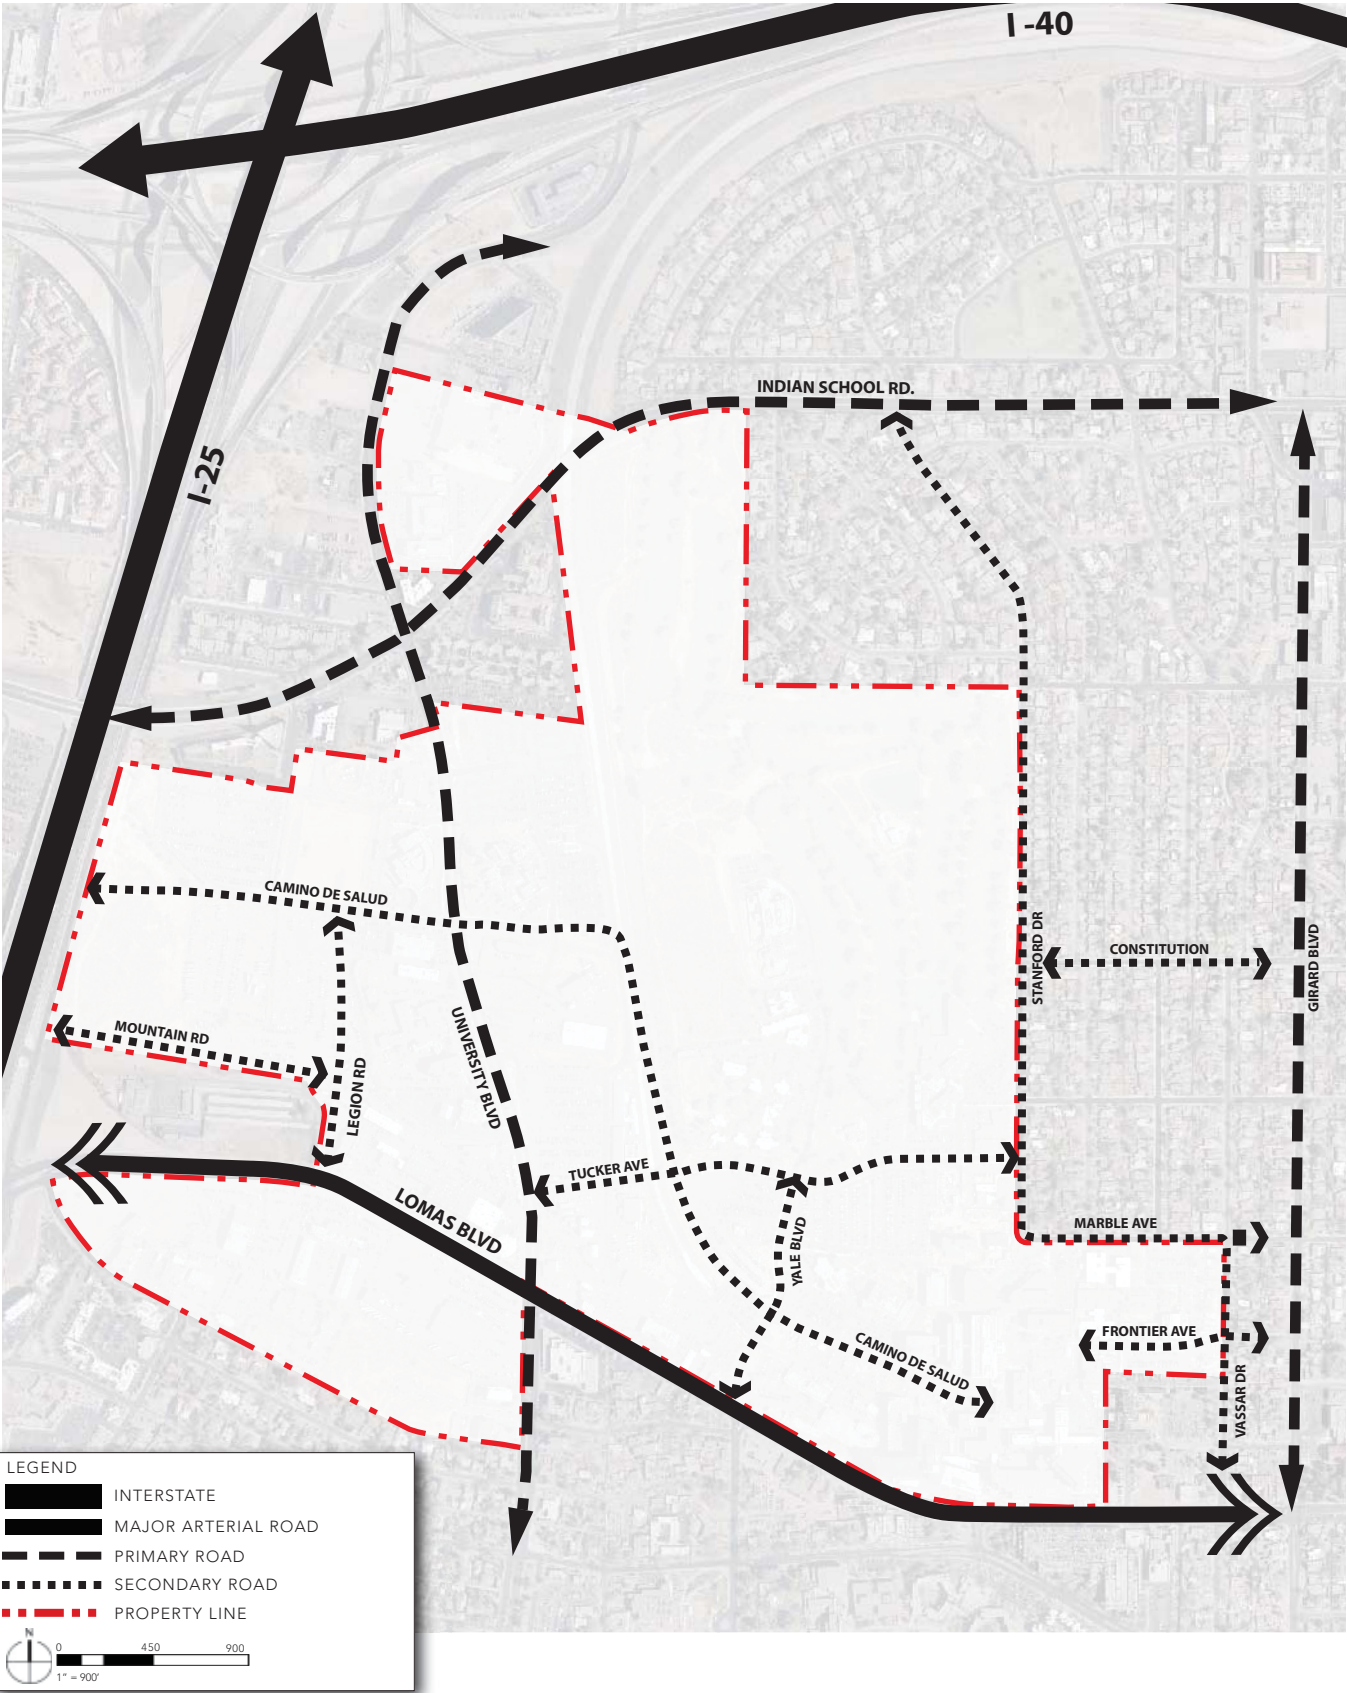 I -40
INDIAN SCHOOL RD.
I-25
CAMINO DE SALUD
STANFORD DR
CONSTITUTION
GIRARD BLVD
MOUNTAIN RD
LEGION RD
UNIVERSITY BLVD
TUCKER AVE
LOMAS BLVD
YALE BLVD
MARBLE AVE
FRONTIER AVE
CAMINO DE SALUD
VASSAR DR
LEGEND
INTERSTATE
MAJOR ARTERIAL ROAD
PRIMARY ROAD
SECONDARY ROAD
PROPERTY LINE
N
0 450 900
1" = 900'